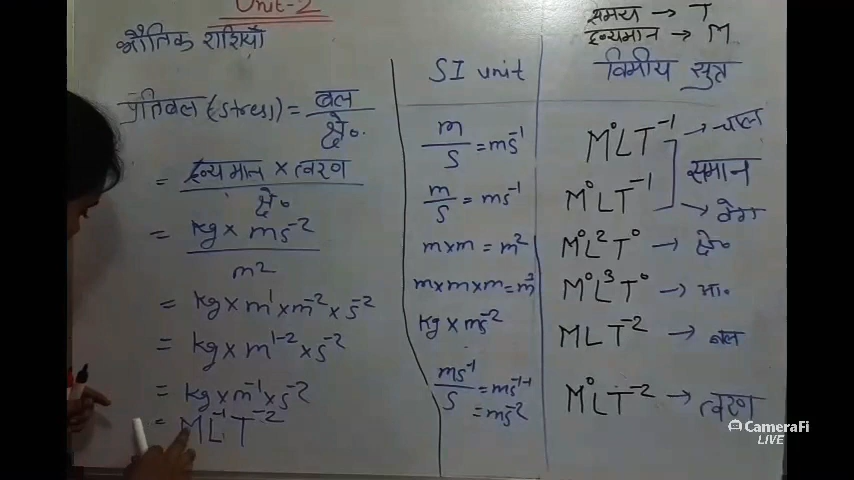 Unit-2
भौतिक राशियाँ
प्रतिबल (stress) = बल / क्षे०
= द्रव्यमान × त्वरण / क्षे०
= kg × ms⁻² / m²
= kg × m¹ × m⁻² × s⁻²
= kg × m¹⁻² × s⁻²
= kg × m⁻¹ × s⁻²
= ML⁻¹T⁻²
SI unit
m/s = ms⁻¹
m/s = ms⁻¹
m×m = m²
m×m×m = m³
kg × ms⁻²
ms⁻¹/s = ms⁻¹⁻¹
= ms⁻²
समय → T
द्रव्यमान → M
विमीय सुत्र
M⁰LT⁻¹ → चाल
समान
M⁰LT⁻¹ → वेग
M⁰L²T⁰ → क्षे०
M⁰L³T⁰ → आ०
MLT⁻² → बल
M⁰LT⁻² → त्वरण
CameraFi
LIVE